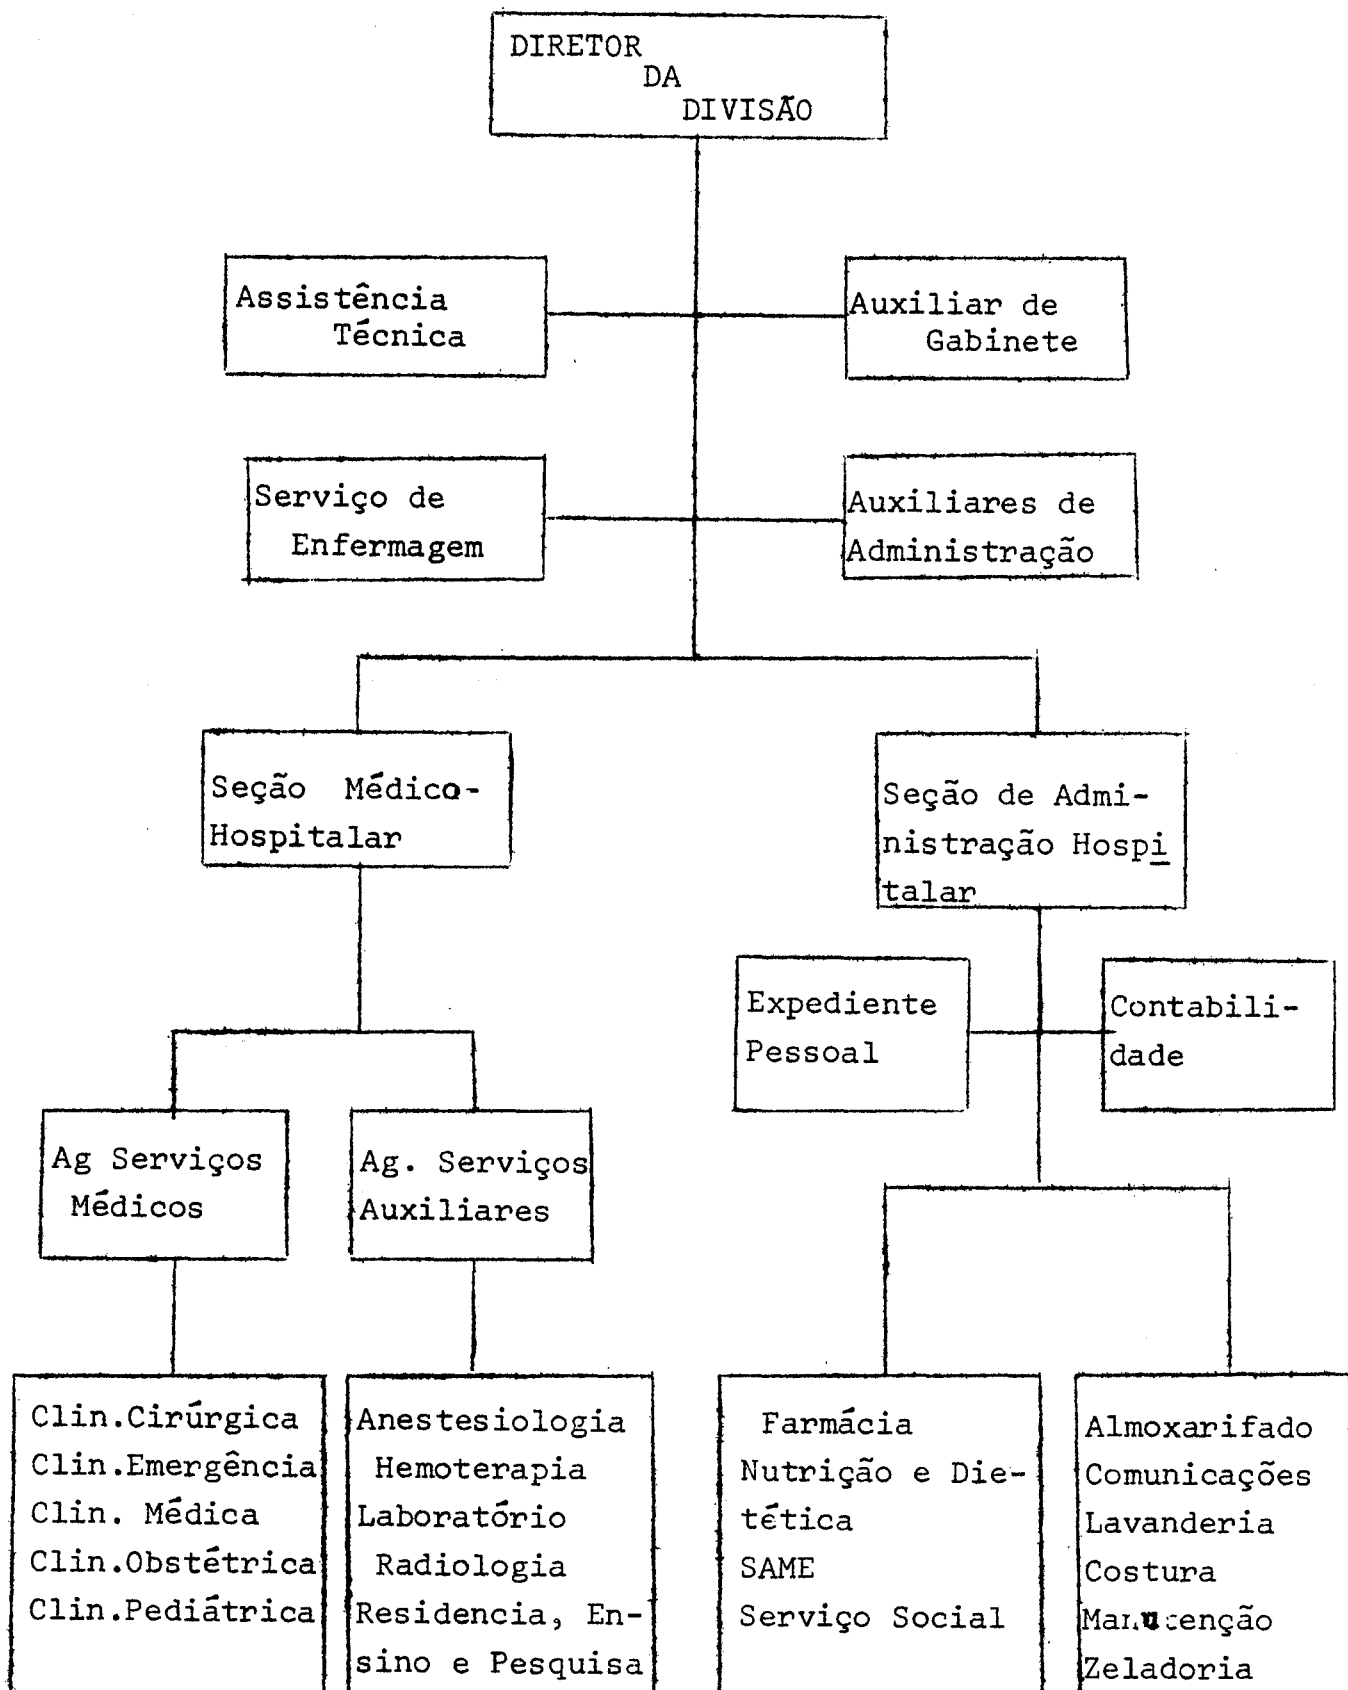 DIRETOR
DA
DIVISÃO
Assistência
Técnica
Auxiliar de
Gabinete
Serviço de
Enfermagem
Auxiliares de
Administração
Seção Médico-
Hospitalar
Seção de Admi-
nistração Hospi
talar
Expediente
Pessoal
Contabili-
dade
Ag Serviços
Médicos
Ag. Serviços
Auxiliares
Clin.Cirúrgica
Clin.Emergência
Clin. Médica
Clin.Obstétrica
Clin.Pediátrica
Anestesiologia
Hemoterapia
Laboratório
Radiologia
Residencia, En-
sino e Pesquisa
Farmácia
Nutrição e Die-
tética
SAME
Serviço Social
Almoxarifado
Comunicações
Lavanderia
Costura
Manutenção
Zeladoria